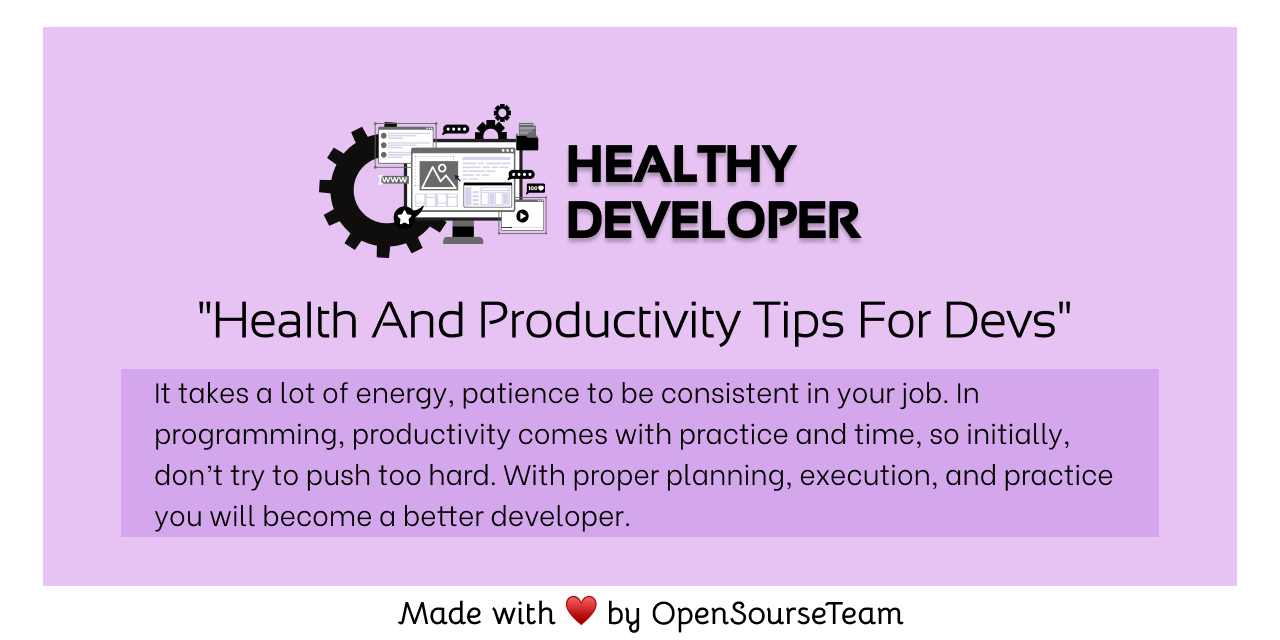 WWW
100
HEALTHY
DEVELOPER
"Health And Productivity Tips For Devs"
It takes a lot of energy, patience to be consistent in your job. In
programming, productivity comes with practice and time, so initially,
don't try to push too hard. With proper planning, execution, and practice
you will become a better developer.
Made with ❤️ by OpenSourseTeam